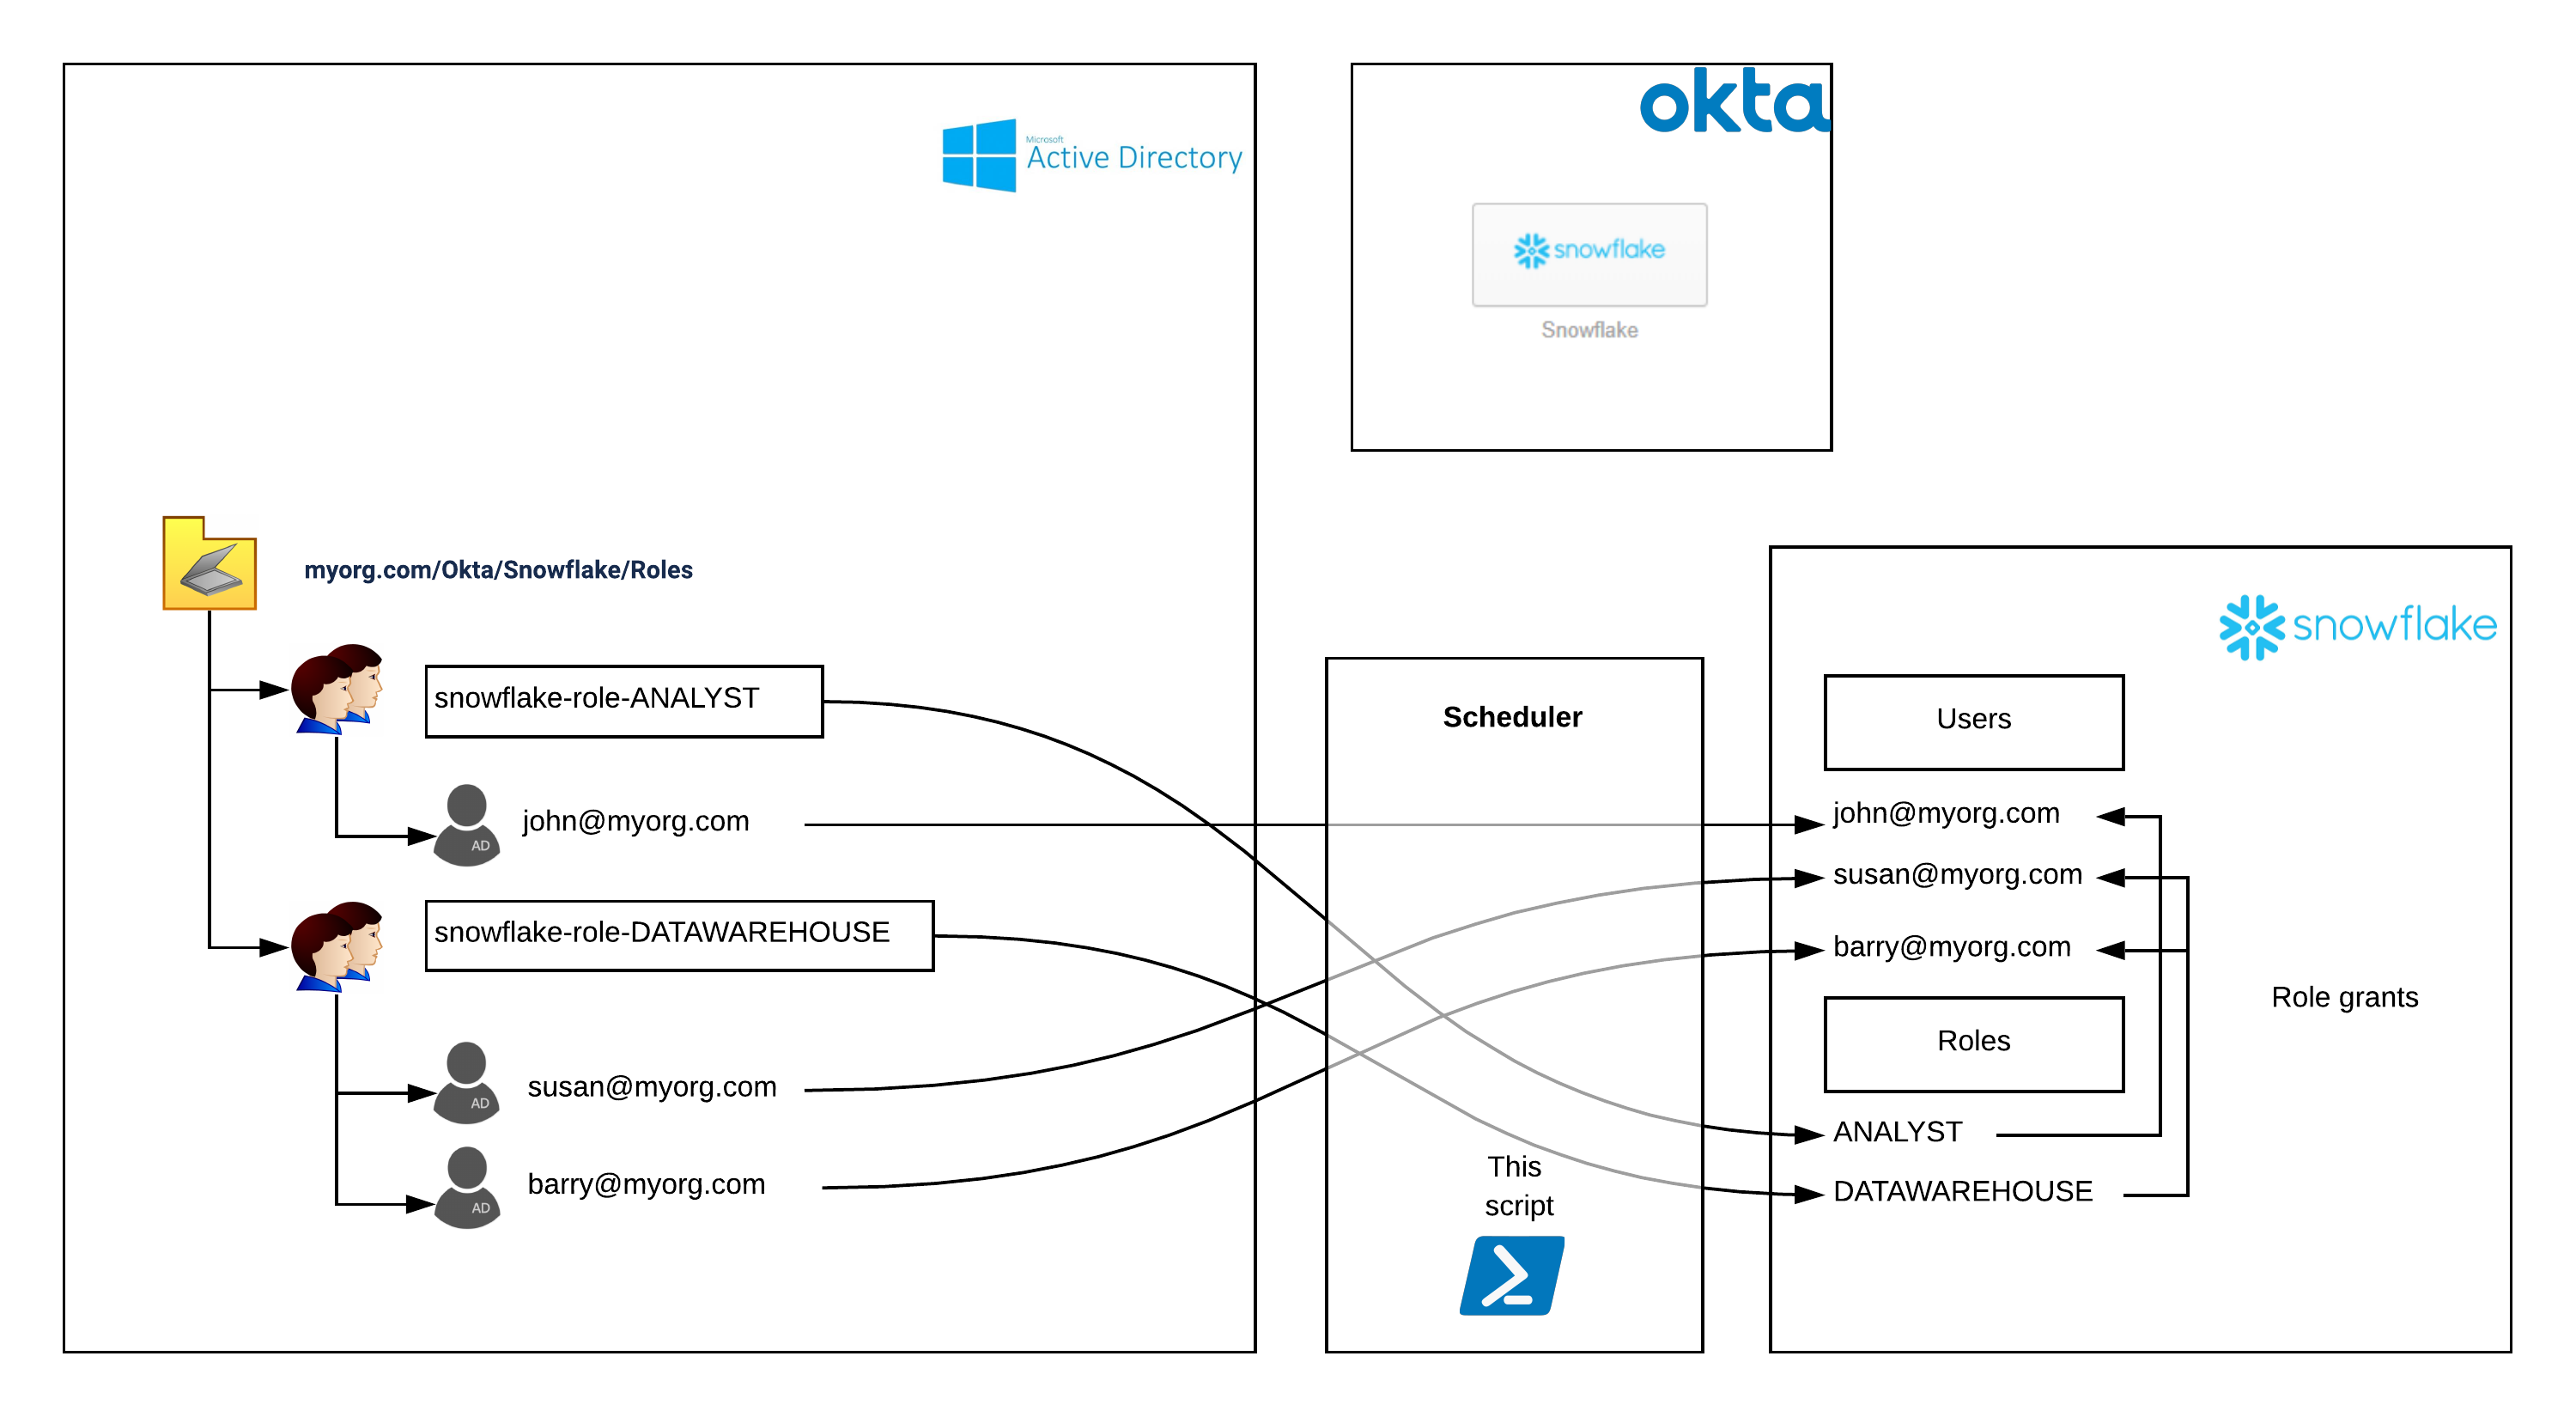 Microsoft
Active Directory
okta
snowflake
Snowflake
myorg.com/Okta/Snowflake/Roles
snowflake-role-ANALYST
john@myorg.com
AD
snowflake-role-DATAWAREHOUSE
susan@myorg.com
AD
barry@myorg.com
AD
Scheduler
This
script
snowflake
Users
john@myorg.com
susan@myorg.com
barry@myorg.com
Role grants
Roles
ANALYST
DATAWAREHOUSE